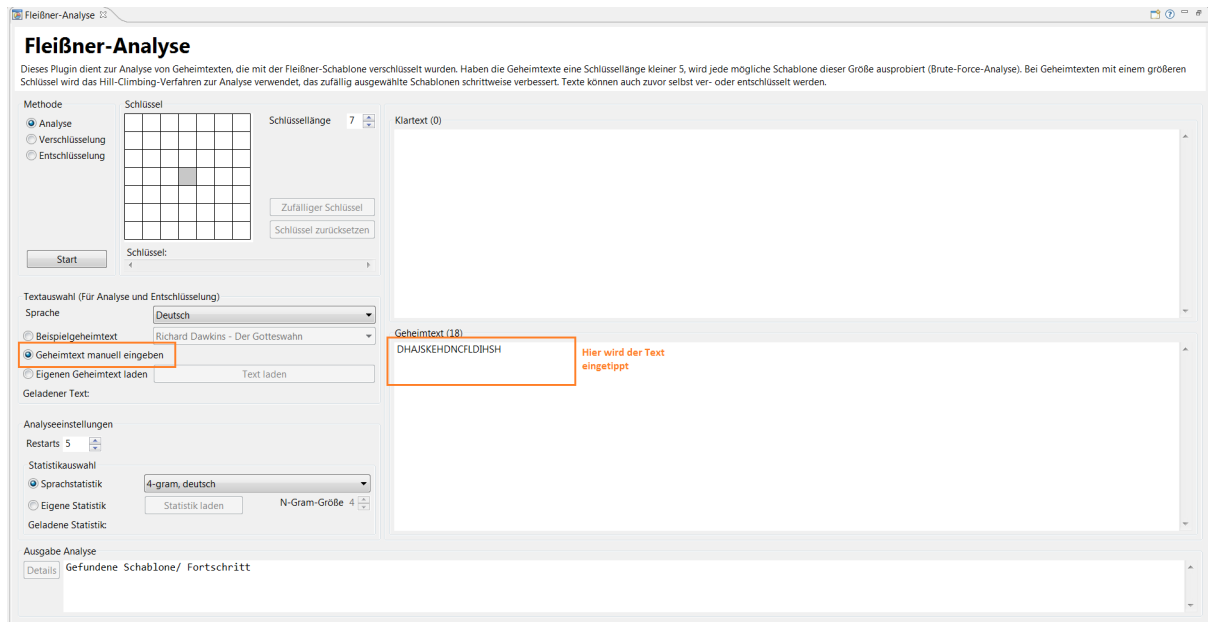 Fleißner-Analyse
Fleißner-Analyse
Dieses Plugin dient zur Analyse von Geheimtexten, die mit der Fleißner-Schablone verschlüsselt wurden. Haben die Geheimtexte eine Schlüssellänge kleiner 5, wird jede mögliche Schablone dieser Größe ausprobiert (Brute-Force-Analyse). Bei Geheimtexten mit einem größeren
Schlüssel wird das Hill-Climbing-Verfahren zur Analyse verwendet, das zufällig ausgewählte Schablonen schrittweise verbessert. Texte können auch zuvor selbst ver- oder entschlüsselt werden.
Methode
Analyse
Verschlüsselung
Entschlüsselung
Start
Schlüssel
Schlüssellänge 7
Zufälliger Schlüssel
Schlüssel zurücksetzen
Schlüssel:
Klartext (0)
Textauswahl (Für Analyse und Entschlüsselung)
Sprache Deutsch
Beispielgeheimtext Richard Dawkins - Der Gotteswahn
Geheimtext manuell eingeben
Eigenen Geheimtext laden Text laden
Geladener Text:
Geheimtext (18)
DHAJSKEHDNCFLDIHSH
Hier wird der Text
eingetippt
Analyseeinstellungen
Restarts 5
Statistikauswahl
Sprachstatistik 4-gram, deutsch
Eigene Statistik Statistik laden N-Gram-Größe 4
Geladene Statistik:
Ausgabe Analyse
Details Gefundene Schablone/ Fortschritt